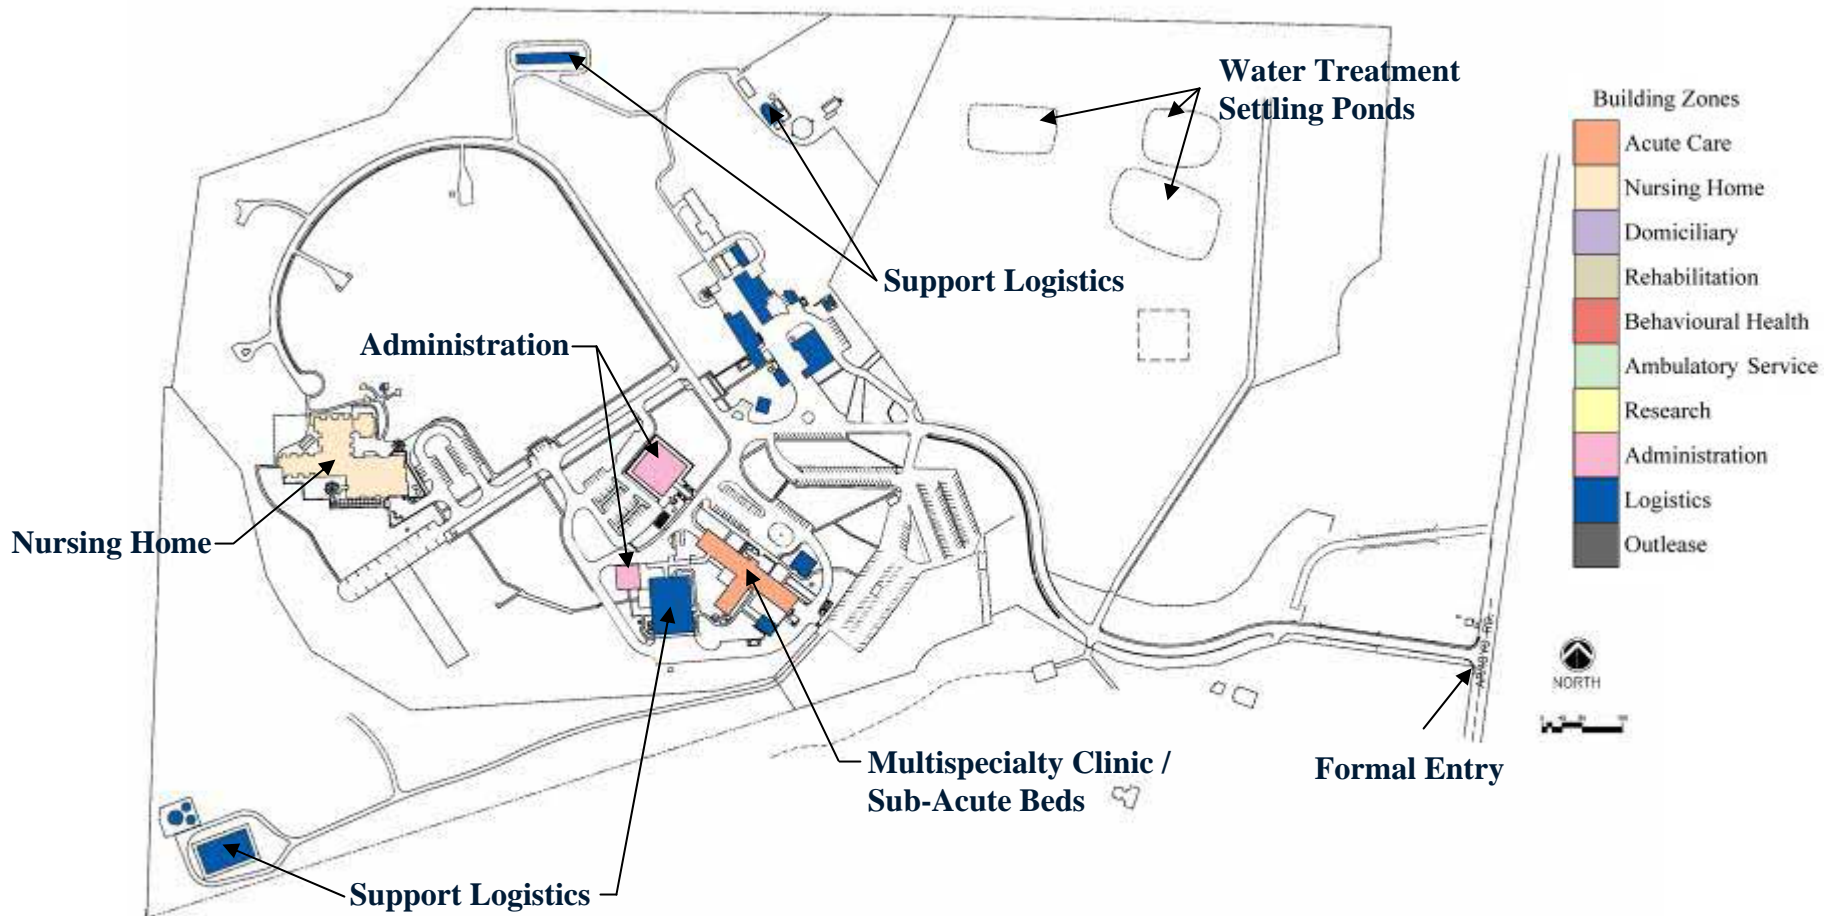 Water Treatment
Settling Ponds
Building Zones
Acute Care
Nursing Home
Domiciliary
Rehabilitation
Behavioural Health
Ambulatory Service
Research
Administration
Logistics
Outlease
Support Logistics
Administration
Nursing Home
NORTH
Multispecialty Clinic /
Sub-Acute Beds
Formal Entry
Support Logistics